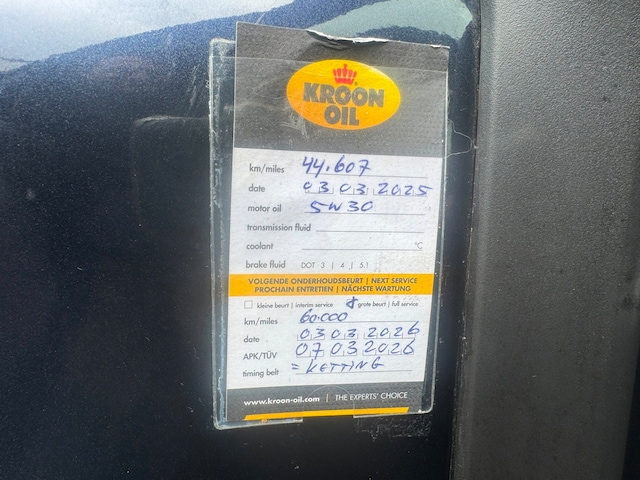 KROON
OIL
km/miles 44.607
date 03 03 2025
motor oil 5W30
transmission fluid
coolant °C
brake fluid DOT 3 | 4 | 5.1
VOLGENDE ONDERHOUDSBEURT | NEXT SERVICE
PROCHAIN ENTRETIEN | NÄCHSTE WARTUNG
kleine beurt | interim service grote beurt | full service
km/miles 60.000
date 03 03 2026
APK/TÜV 07 03 2026
timing belt = KETTING
www.kroon-oil.com | THE EXPERTS' CHOICE